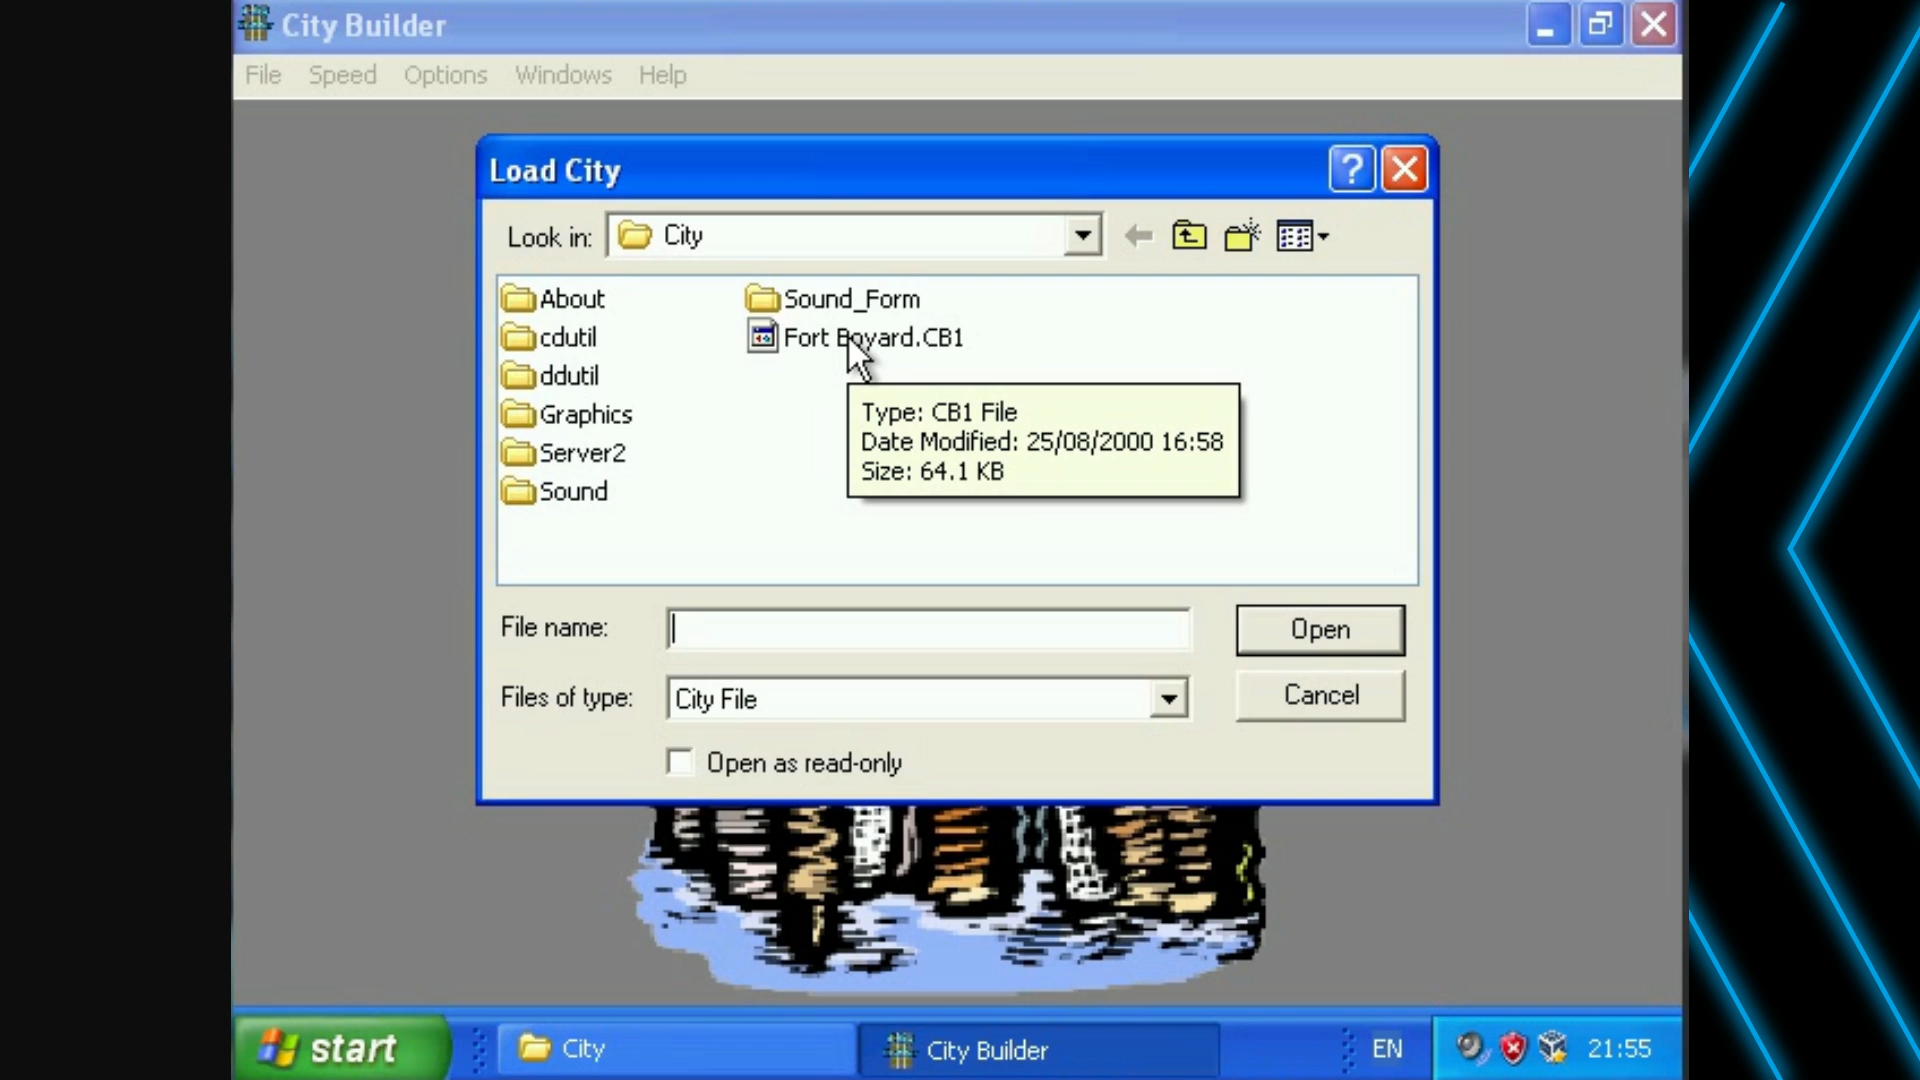 City Builder
File Speed Options Windows Help
Load City
Look in: City
About
cdutil
ddutil
Graphics
Server2
Sound
Sound_Form
Fort Boyard.CB1
Type: CB1 File
Date Modified: 25/08/2000 16:58
Size: 64.1 KB
File name:
Open
Files of type: City File
Cancel
Open as read-only
start City City Builder EN 21:55